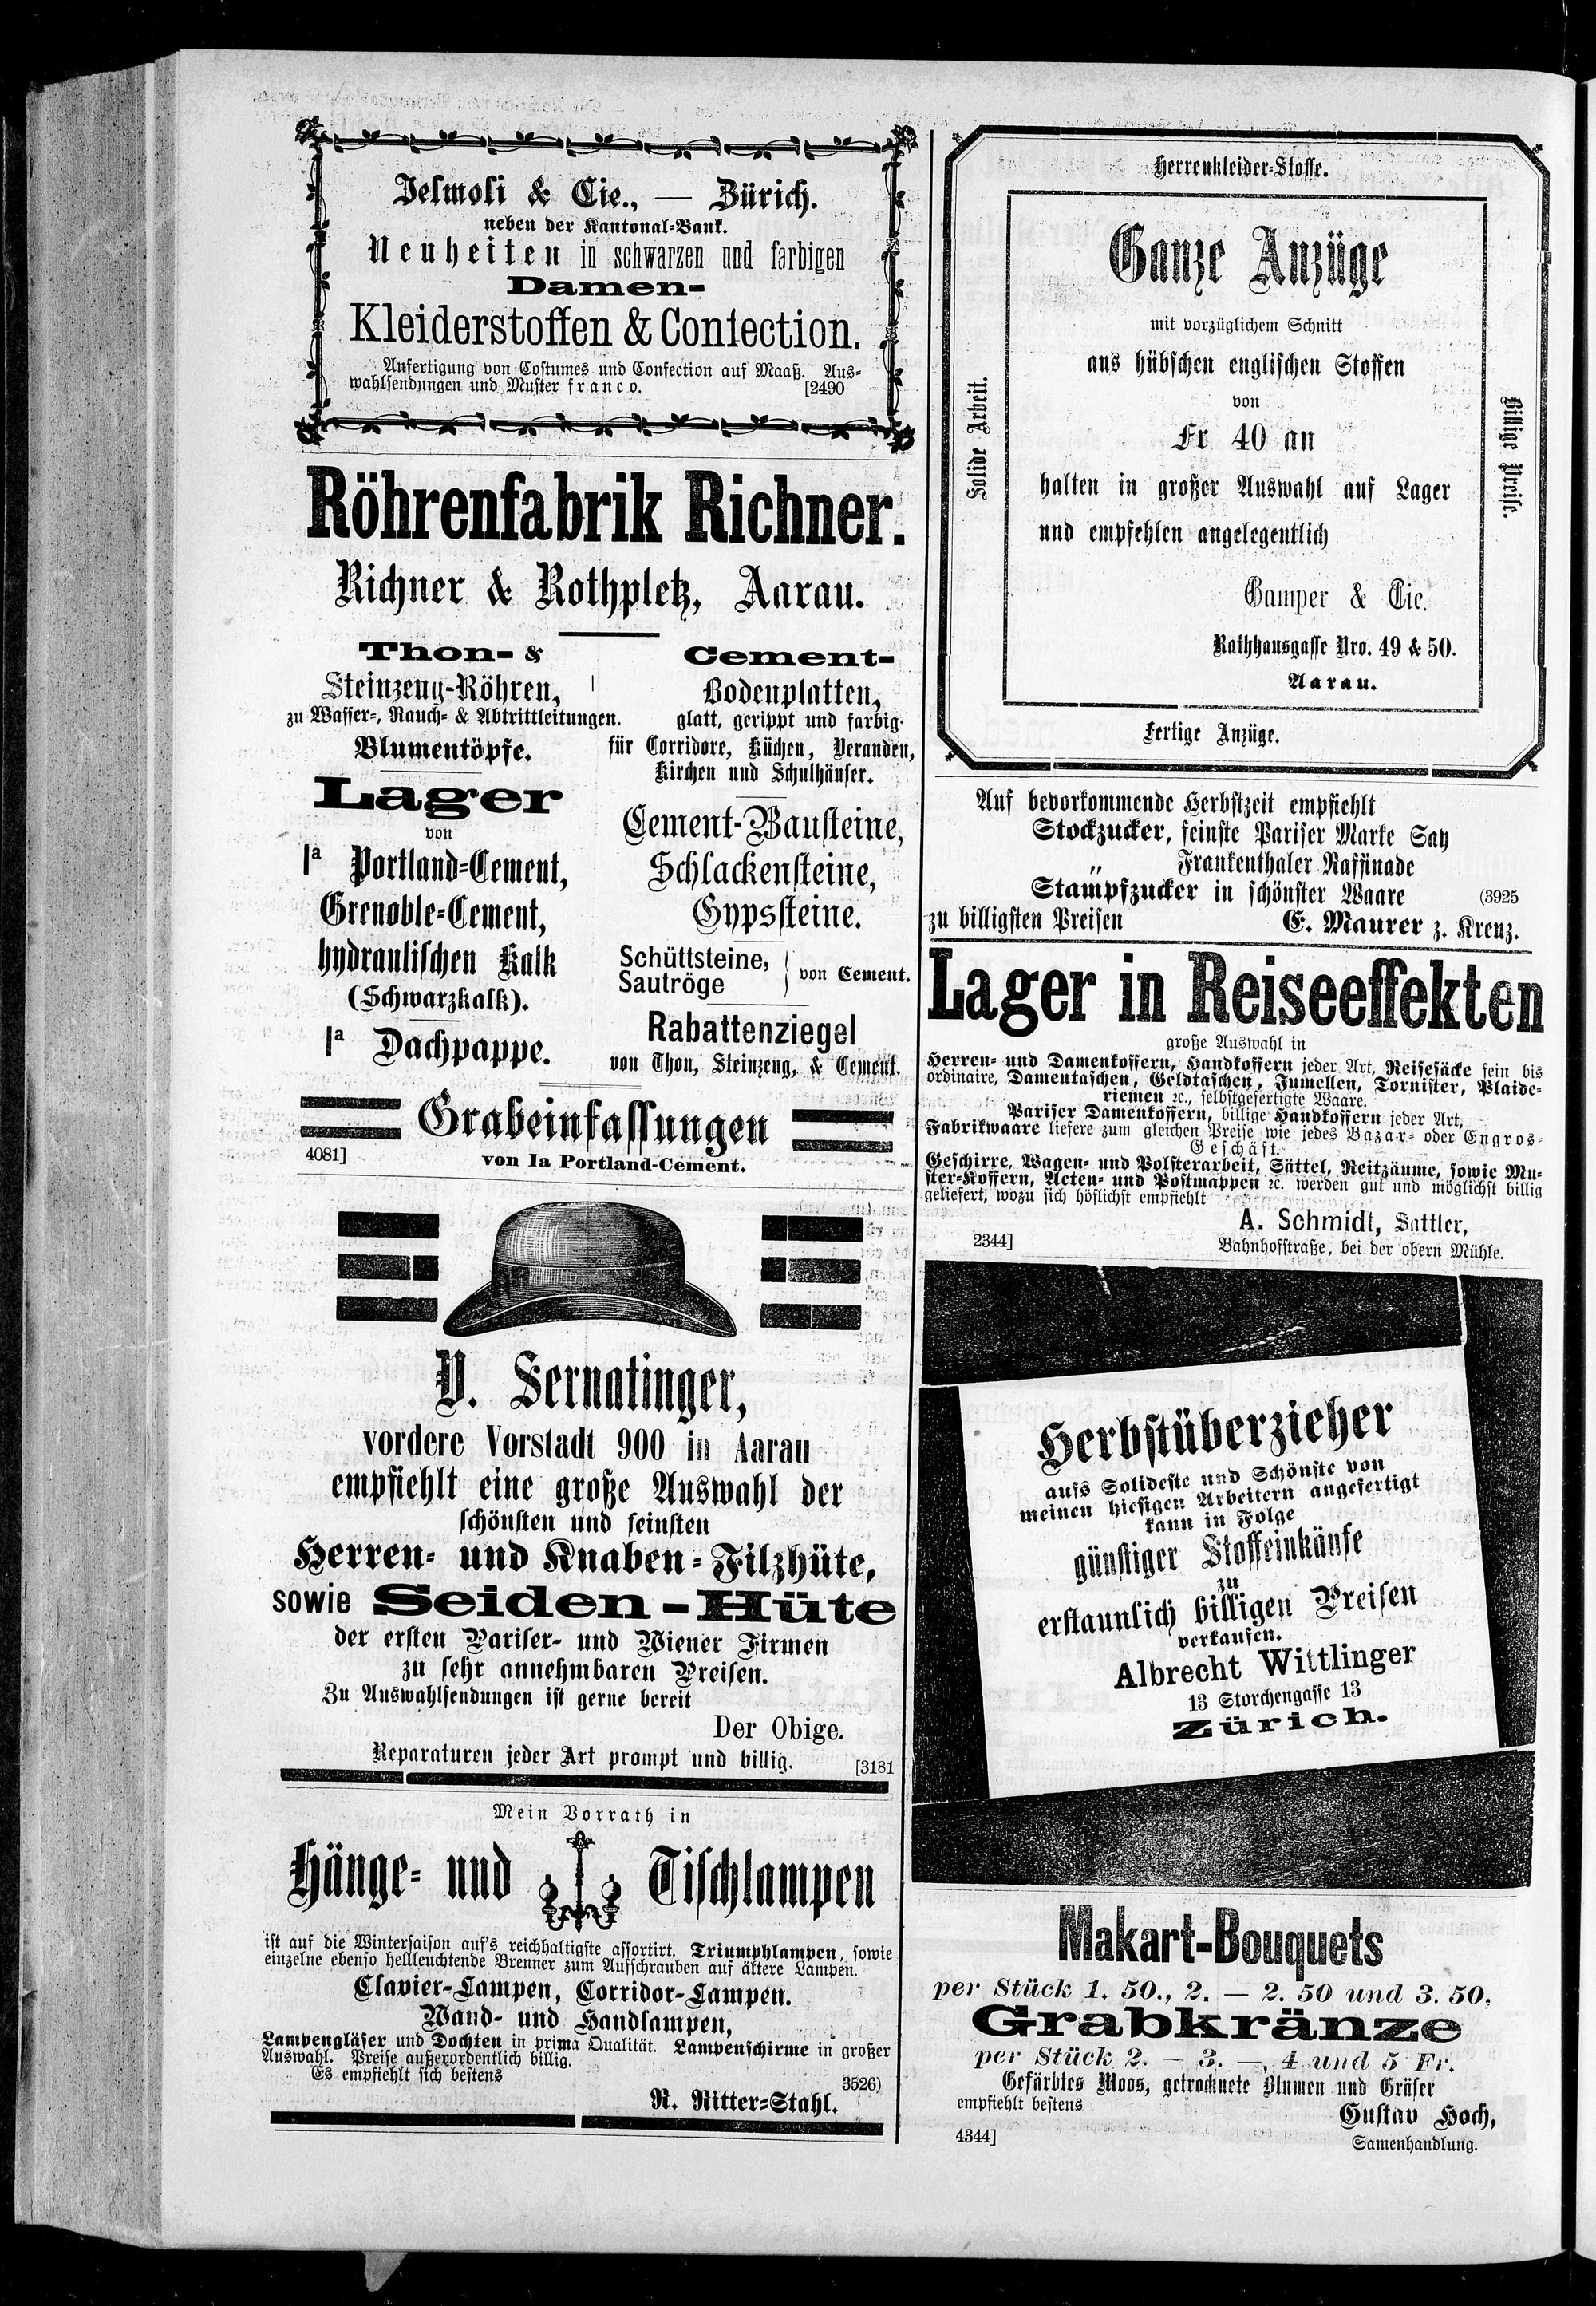 Jelmoli & Cie., — Zürich.
neben der Kantonal-Bank.
Neuheiten in schwarzen und farbigen
Damen-
Kleiderstoffen & Confection.
Anfertigung von Costumes und Confection auf Maaß. Aus-
wahlsendungen und Muster franco. [2490
Röhrenfabrik Richner.
Richner & Rothpletz, Aarau.
Thon- &
Steinzeug-Röhren,
zu Wasser-, Rauch- & Abtrittleitungen.
Blumentöpfe.
Lager
von
Ia Portland-Cement,
Grenoble-Cement,
hydraulischen Kalk
(Schwarzkalk).
Ia Dachpappe.
Cement-
Bodenplatten,
glatt, gerippt und farbig.
für Corridore, Küchen, Veranden,
Kirchen und Schulhäuser.
Cement-Bausteine,
Schlackensteine,
Gypssteine.
Schüttsteine,
Sautröge
von Cement.
Rabattenziegel
von Thon, Steinzeug, & Cement.
Grabeinfassungen
4081] von Ia Portland-Cement.
V. Sernatinger,
vordere Vorstadt 900 in Aarau
empfiehlt eine große Auswahl der
schönsten und feinsten
Herren- und Knaben-Filzhüte,
sowie Seiden-Hüte
der ersten Pariser- und Wiener Firmen
zu sehr annehmbaren Preisen.
Zu Auswahlsendungen ist gerne bereit
Der Obige.
Reparaturen jeder Art prompt und billig. [3181
Mein Vorrath in
Hänge- und Tischlampen
ist auf die Wintersaison auf's reichhaltigste assortirt. Triumphlampen, sowie
einzelne ebenso hellleuchtende Brenner zum Aufschrauben auf ältere Lampen.
Clavier-Lampen, Corridor-Lampen.
Wand- und Handlampen,
Lampengläser und Dochten in prima Qualität. Lampenschirme in großer
Auswahl. Preise außerordentlich billig.
Es empfiehlt sich bestens 3526)
R. Ritter-Stahl.
Herrenkleider-Stoffe.
Solide Arbeit.
Ganze Anzüge
mit vorzüglichem Schnitt
aus hübschen englischen Stoffen
von
Fr 40 an
halten in großer Auswahl auf Lager
und empfehlen angelegentlich
Gamper & Cie.
Rathhausgasse Nro. 49 & 50.
Aarau.
Billige Preise.
Fertige Anzüge.
Auf bevorkommende Herbstzeit empfiehlt
Stockzucker, feinste Pariser Marke Say
„ Frankenthaler Raffinade
Stampfzucker in schönster Waare (3925
zu billigsten Preisen E. Maurer z. Kreuz.
Lager in Reiseeffekten
große Auswahl in
Herren- und Damenkoffern, Handkoffern jeder Art, Reisesäcke fein bis
ordinaire, Damentaschen, Geldtaschen, Jumellen, Tornister, Plaide-
riemen ꝛc., selbstgefertigte Waare.
Pariser Damenkoffern, billige Handkoffern jeder Art,
Fabrikwaare liefere zum gleichen Preise wie jedes Bazar- oder Engros-
Geschäft.
Geschirre, Wagen- und Polsterarbeit, Sättel, Reitzäume, sowie Mu-
ster-Koffern, Acten- und Postmappen ꝛc. werden gut und möglichst billig
geliefert, wozu sich höflichst empfiehlt
A. Schmidt, Sattler,
2344] Bahnhofstraße, bei der obern Mühle.
Herbstüberzieher
aufs Solideste und Schönste von
meinen hiesigen Arbeitern angefertigt
kann in Folge
günstiger Stoffeinkäufe
zu
erstaunlich billigen Preisen
verkaufen.
Albrecht Wittlinger
13 Storchengasse 13
Zürich.
Makart-Bouquets
per Stück 1. 50., 2. — 2. 50 und 3. 50.
Grabkränze
per Stück 2. — 3. —, 4 und 5 Fr.
Gefärbtes Moos, getrocknete Blumen und Gräser
empfiehlt bestens
Gustav Hoch,
4344] Samenhandlung.